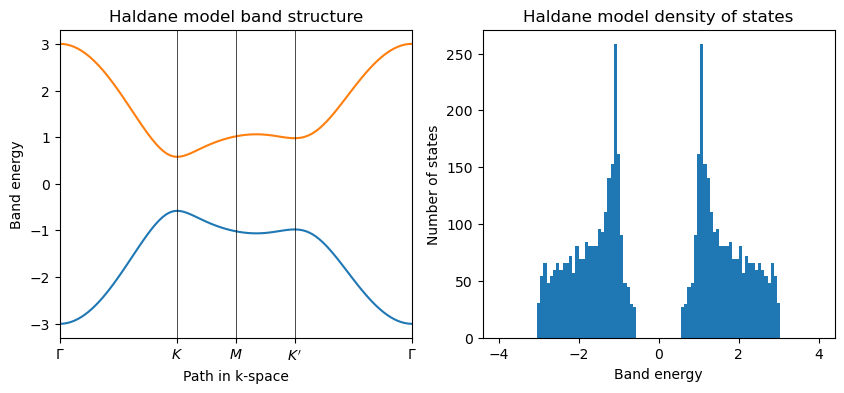 Haldane model band structure
3
2
1
0
−1
−2
−3
Band energy
Γ
K
M
K′
Γ
Path in k-space
Haldane model density of states
250
200
150
100
50
0
Number of states
−4
−2
0
2
4
Band energy